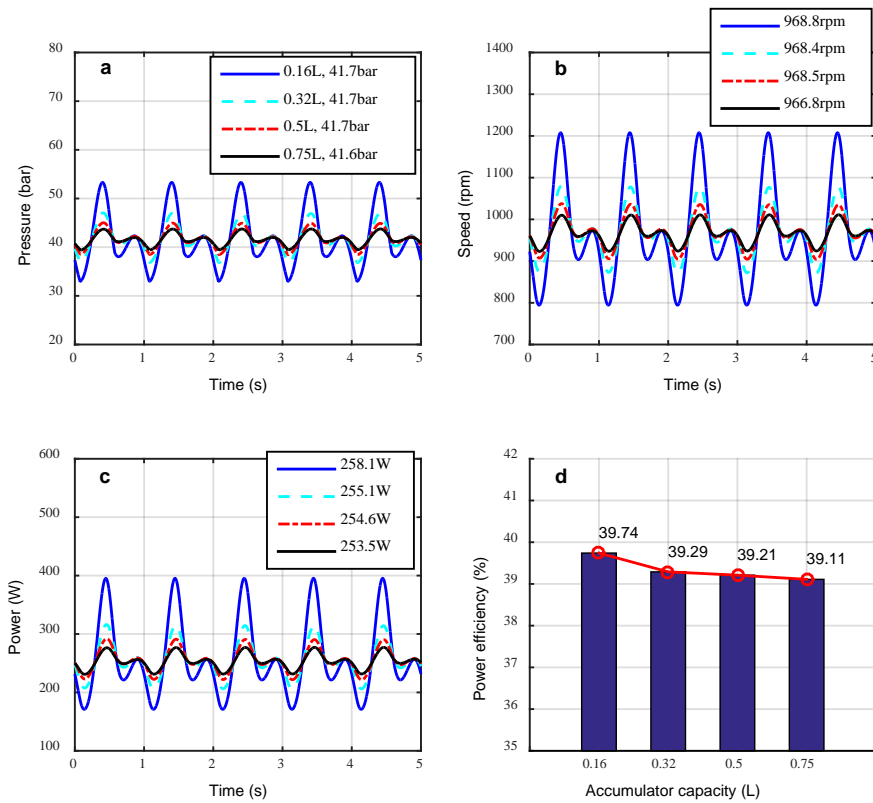 a
80
70
60
50
40
30
20
0
1
2
3
4
5
Pressure (bar)
Time (s)
0.16L, 41.7bar
0.32L, 41.7bar
0.5L, 41.7bar
0.75L, 41.6bar
b
1400
1300
1200
1100
1000
900
800
700
0
1
2
3
4
5
Speed (rpm)
Time (s)
968.8rpm
968.4rpm
968.5rpm
966.8rpm
c
600
500
400
300
200
100
0
1
2
3
4
5
Power (W)
Time (s)
258.1W
255.1W
254.6W
253.5W
d
42
41
40
39
38
37
36
35
39.74
39.29
39.21
39.11
0.16
0.32
0.5
0.75
Power efficiency (%)
Accumulator capacity (L)